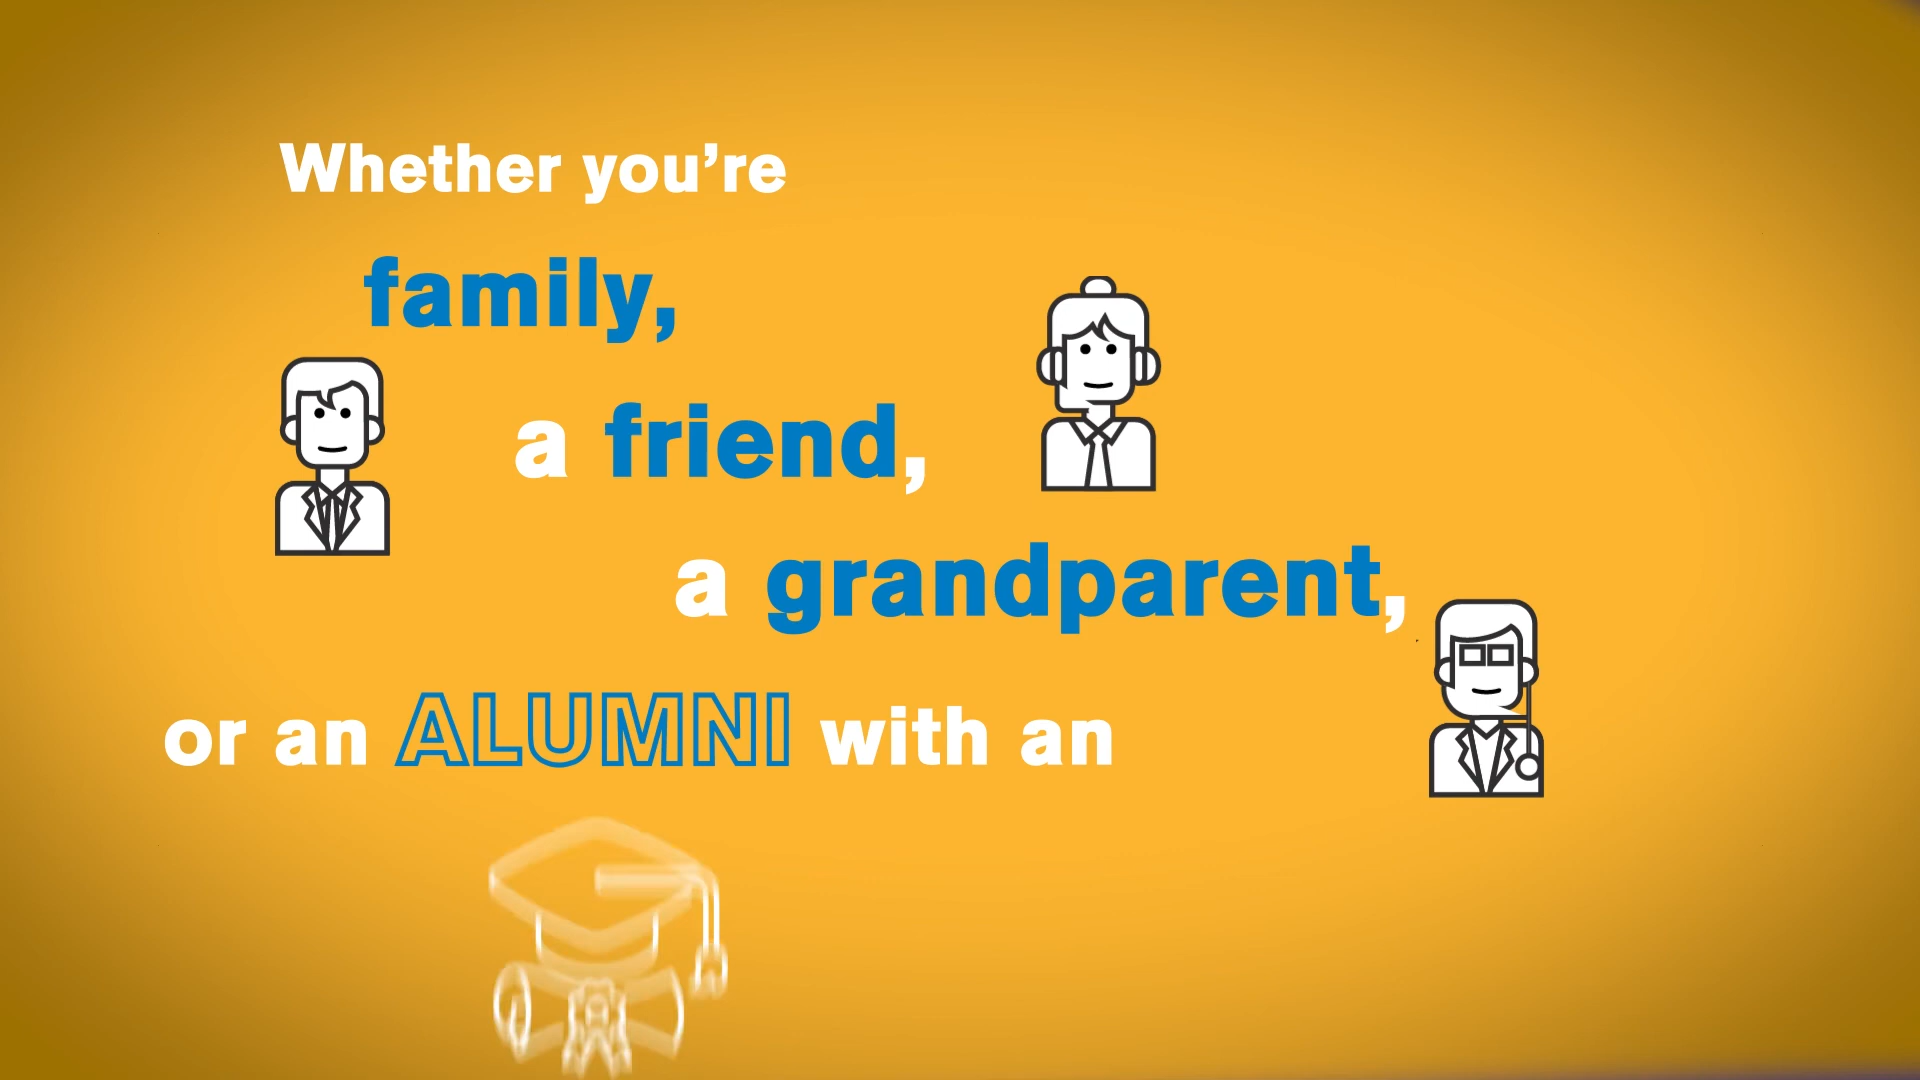 Whether you’re
family,
a friend,
a grandparent,
or an ALUMNI with an